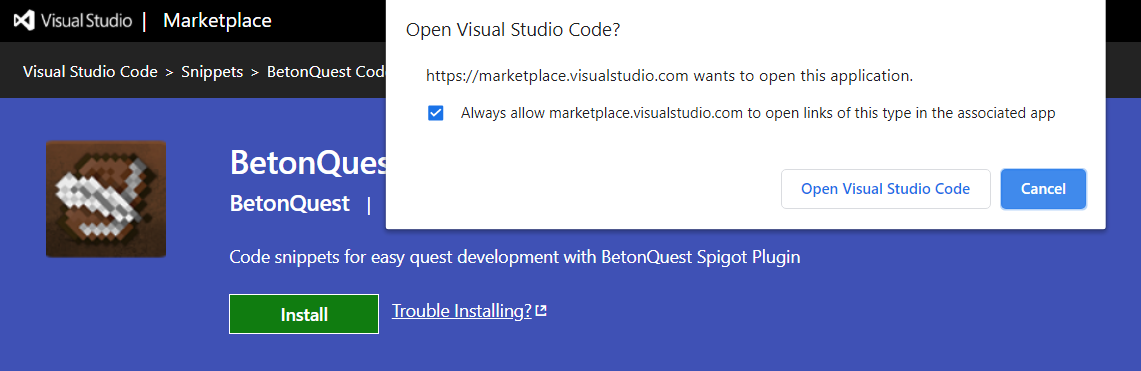 Visual Studio | Marketplace
Visual Studio Code > Snippets > BetonQuest Cod
Open Visual Studio Code?
https://marketplace.visualstudio.com wants to open this application.
Always allow marketplace.visualstudio.com to open links of this type in the associated app
Open Visual Studio Code
Cancel
BetonQues
BetonQuest |
Code snippets for easy quest development with BetonQuest Spigot Plugin
Install
Trouble Installing?